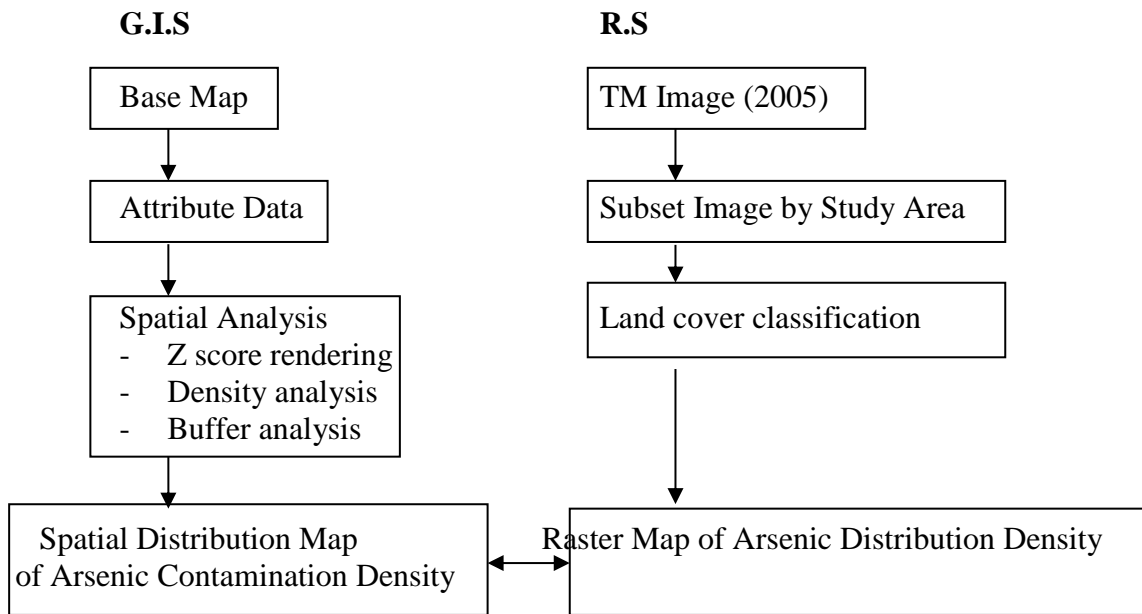 G.I.S
Base Map
Attribute Data
Spatial Analysis
- Z score rendering
- Density analysis
- Buffer analysis
Spatial Distribution Map
of Arsenic Contamination Density
R.S
TM Image (2005)
Subset Image by Study Area
Land cover classification
Raster Map of Arsenic Distribution Density